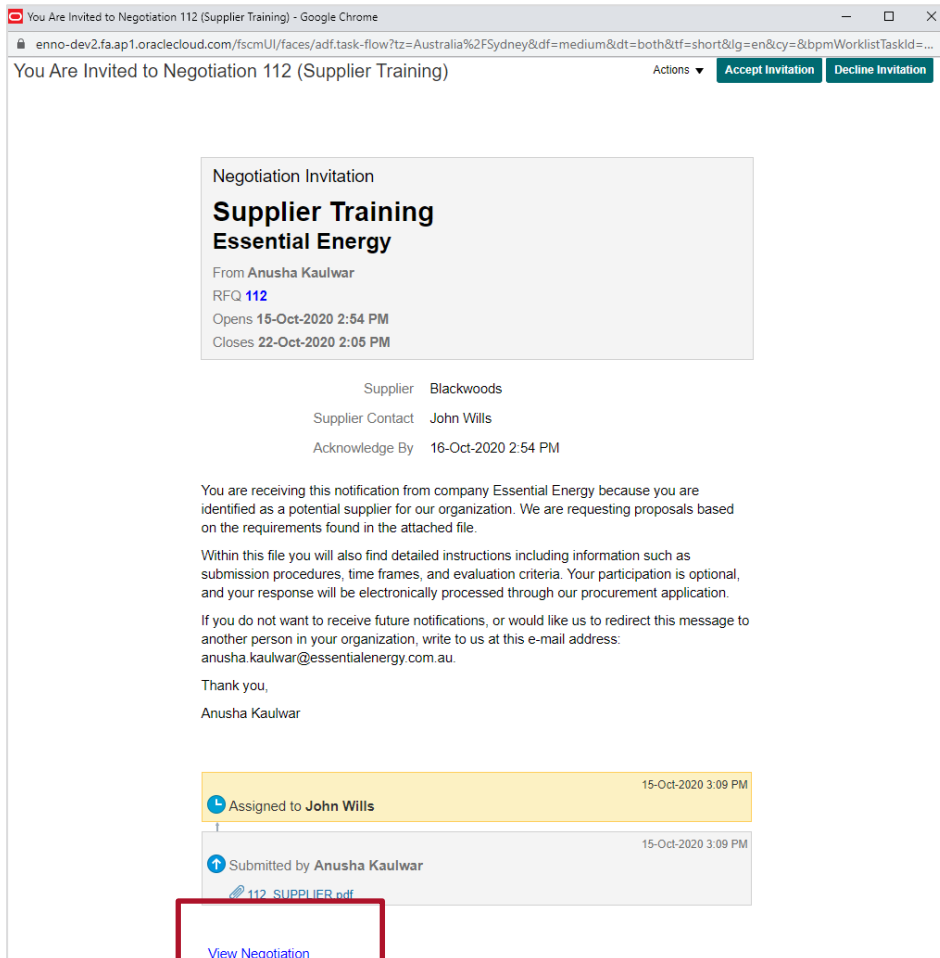 You Are Invited to Negotiation 112 (Supplier Training) - Google Chrome
enno-dev2.fa.ap1.oraclecloud.com/fscmUI/faces/adf.task-flow?tz=Australia%2FSydney&df=medium&dt=both&tf=short&lg=en&cy=&bpmWorklistTaskId=...
You Are Invited to Negotiation 112 (Supplier Training)
Actions Accept Invitation Decline Invitation
Negotiation Invitation
Supplier Training
Essential Energy
From Anusha Kaulwar
RFQ 112
Opens 15-Oct-2020 2:54 PM
Closes 22-Oct-2020 2:05 PM
Supplier Blackwoods
Supplier Contact John Wills
Acknowledge By 16-Oct-2020 2:54 PM
You are receiving this notification from company Essential Energy because you are
identified as a potential supplier for our organization. We are requesting proposals based
on the requirements found in the attached file.
Within this file you will also find detailed instructions including information such as
submission procedures, time frames, and evaluation criteria. Your participation is optional,
and your response will be electronically processed through our procurement application.
If you do not want to receive future notifications, or would like us to redirect this message to
another person in your organization, write to us at this e-mail address:
anusha.kaulwar@essentialenergy.com.au.
Thank you,
Anusha Kaulwar
15-Oct-2020 3:09 PM
Assigned to John Wills
15-Oct-2020 3:09 PM
Submitted by Anusha Kaulwar
112_SUPPLIER.pdf
View Negotiation